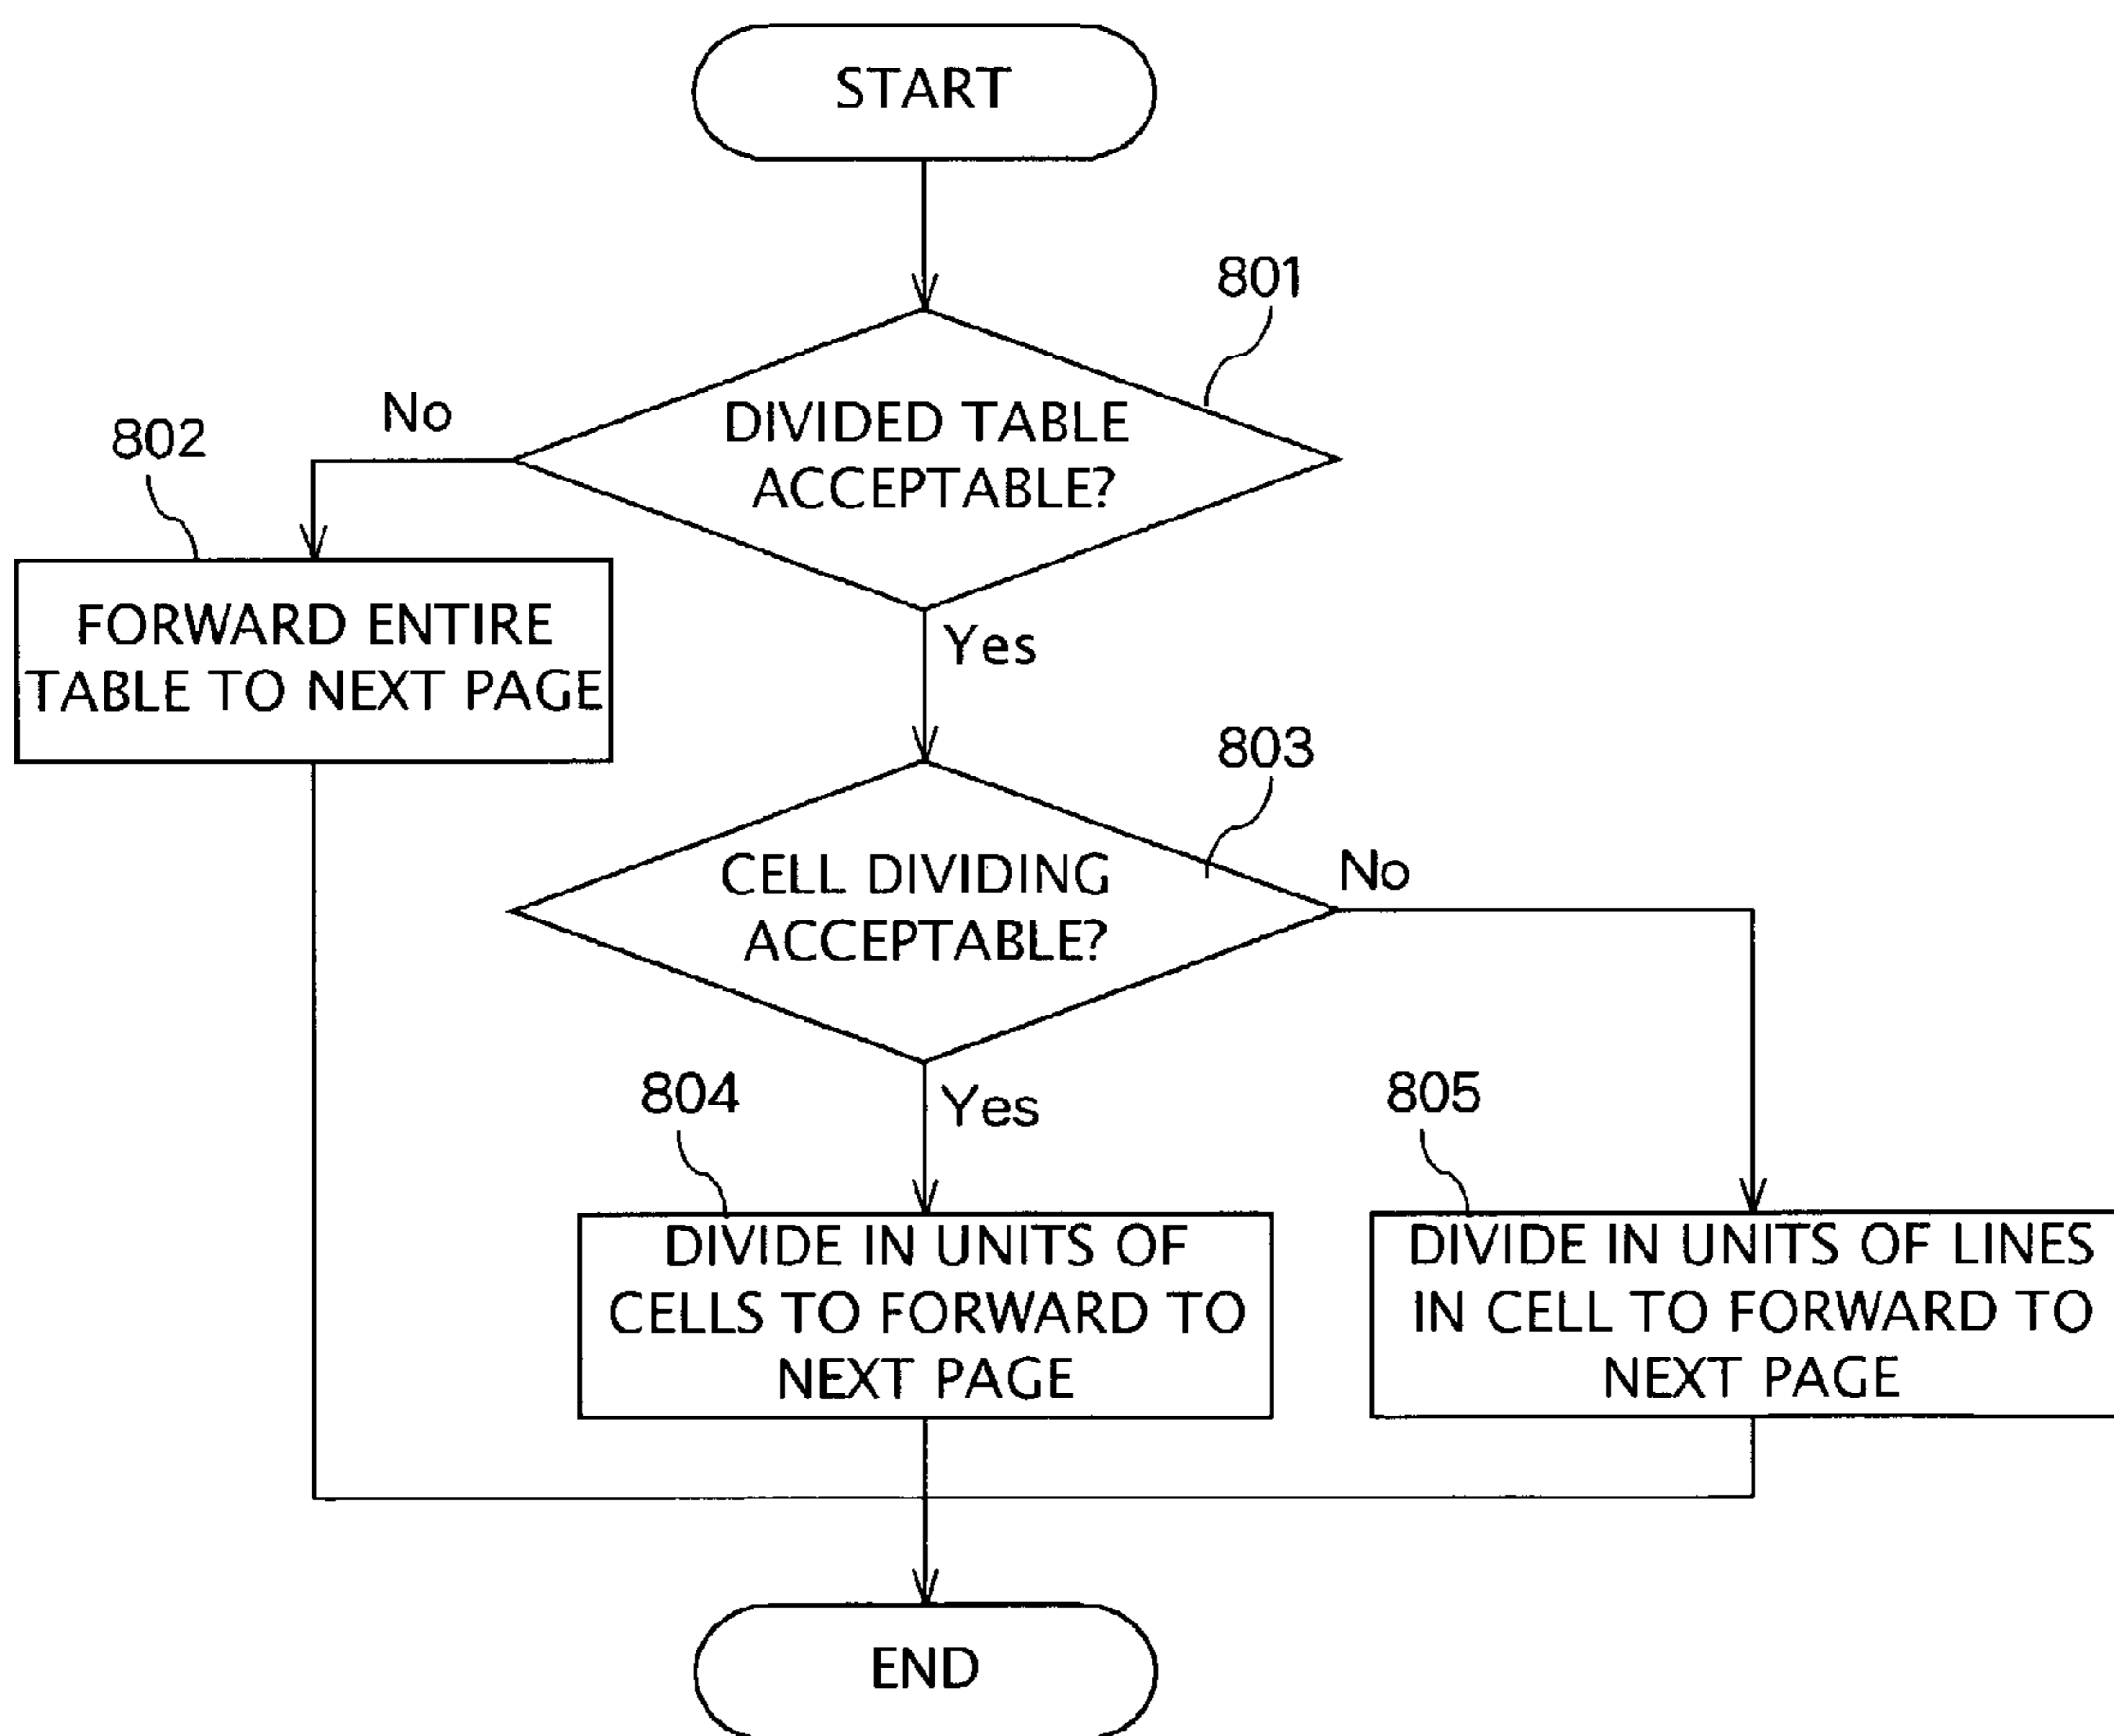 START
801
DIVIDED TABLE
ACCEPTABLE?
No
802
FORWARD ENTIRE
TABLE TO NEXT PAGE
Yes
803
CELL DIVIDING
ACCEPTABLE?
No
Yes
804
DIVIDE IN UNITS OF
CELLS TO FORWARD TO
NEXT PAGE
805
DIVIDE IN UNITS OF LINES
IN CELL TO FORWARD TO
NEXT PAGE
END